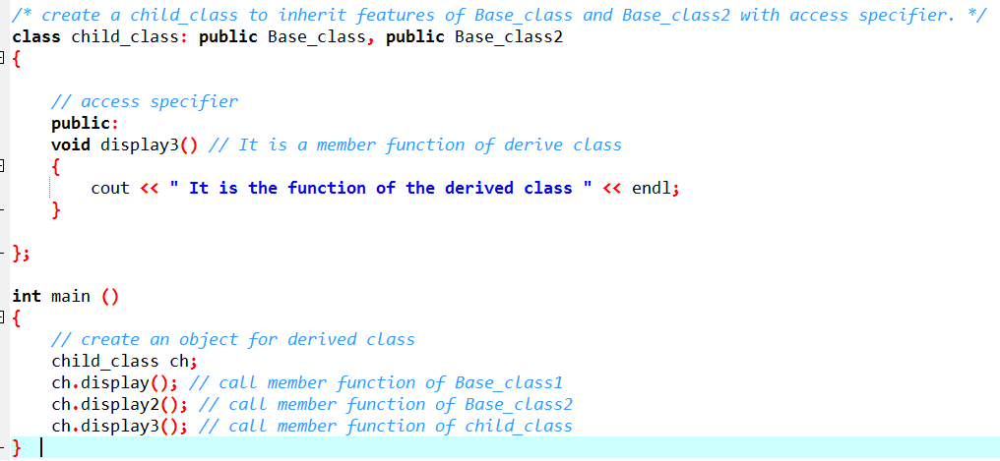 /* create a child_class to inherit features of Base_class and Base_class2 with access specifier. */
class child_class: public Base_class, public Base_class2
{
// access specifier
public:
void display3() // It is a member function of derive class
{
cout << " It is the function of the derived class " << endl;
}
};
int main ()
{
// create an object for derived class
child_class ch;
ch.display(); // call member function of Base_class1
ch.display2(); // call member function of Base_class2
ch.display3(); // call member function of child_class
}